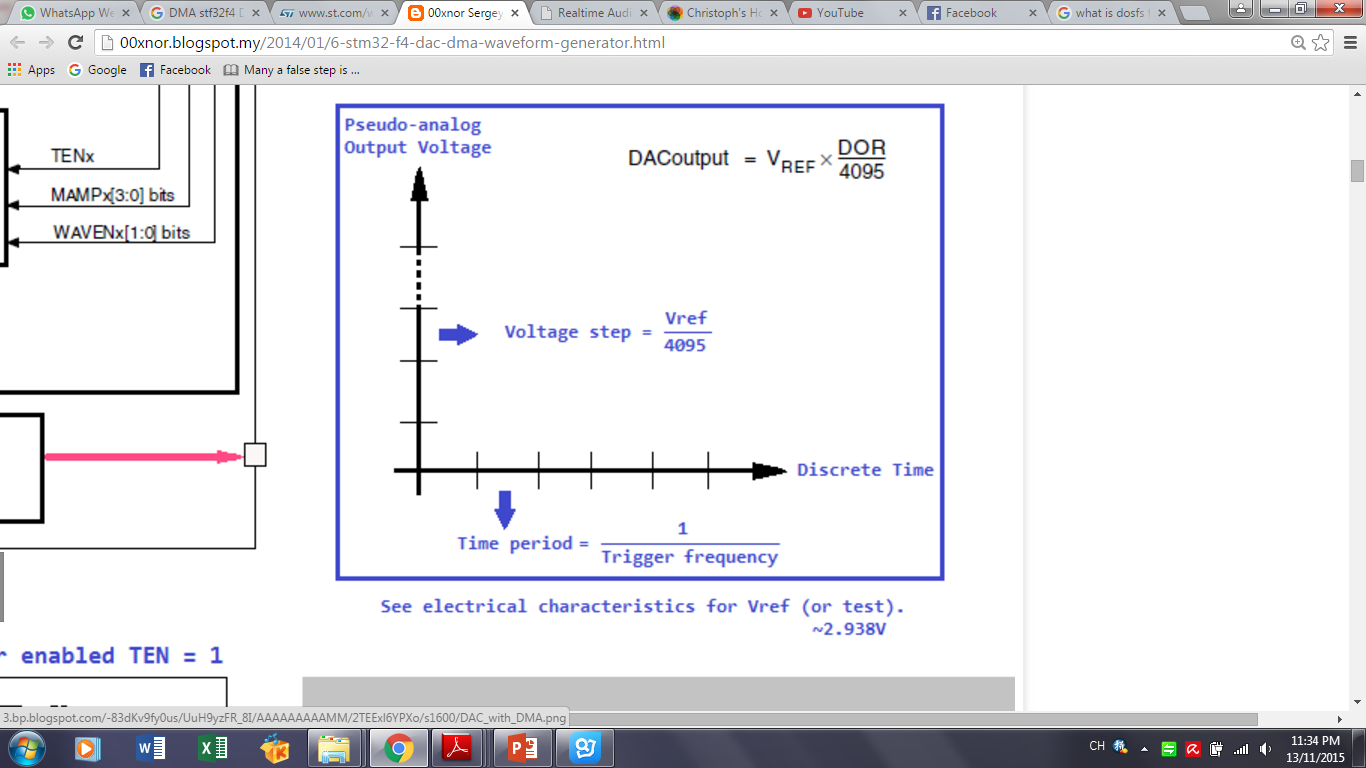 WhatsApp We
DMA stf32f4 D
www.st.com/w
00xnor Sergey
Realtime Audi
Christoph's Ho
YouTube
Facebook
what is dosfs
00xnor.blogspot.my/2014/01/6-stm32-f4-dac-dma-waveform-generator.html
Apps
Google
Facebook
Many a false step is ...
TENx
MAMPx[3:0] bits
WAVENx[1:0] bits
Pseudo-analog
Output Voltage
DACoutput = VREF × DOR
4095
Voltage step = Vref
4095
Discrete Time
Time period = 1
Trigger frequency
See electrical characteristics for Vref (or test).
~2.938V
r enabled TEN = 1
3.bp.blogspot.com/-83dKv9fy0us/UuH9yzFR_8I/AAAAAAAAAMM/2TEExI6YPXo/s1600/DAC_with_DMA.png
CH
11:34 PM
13/11/2015